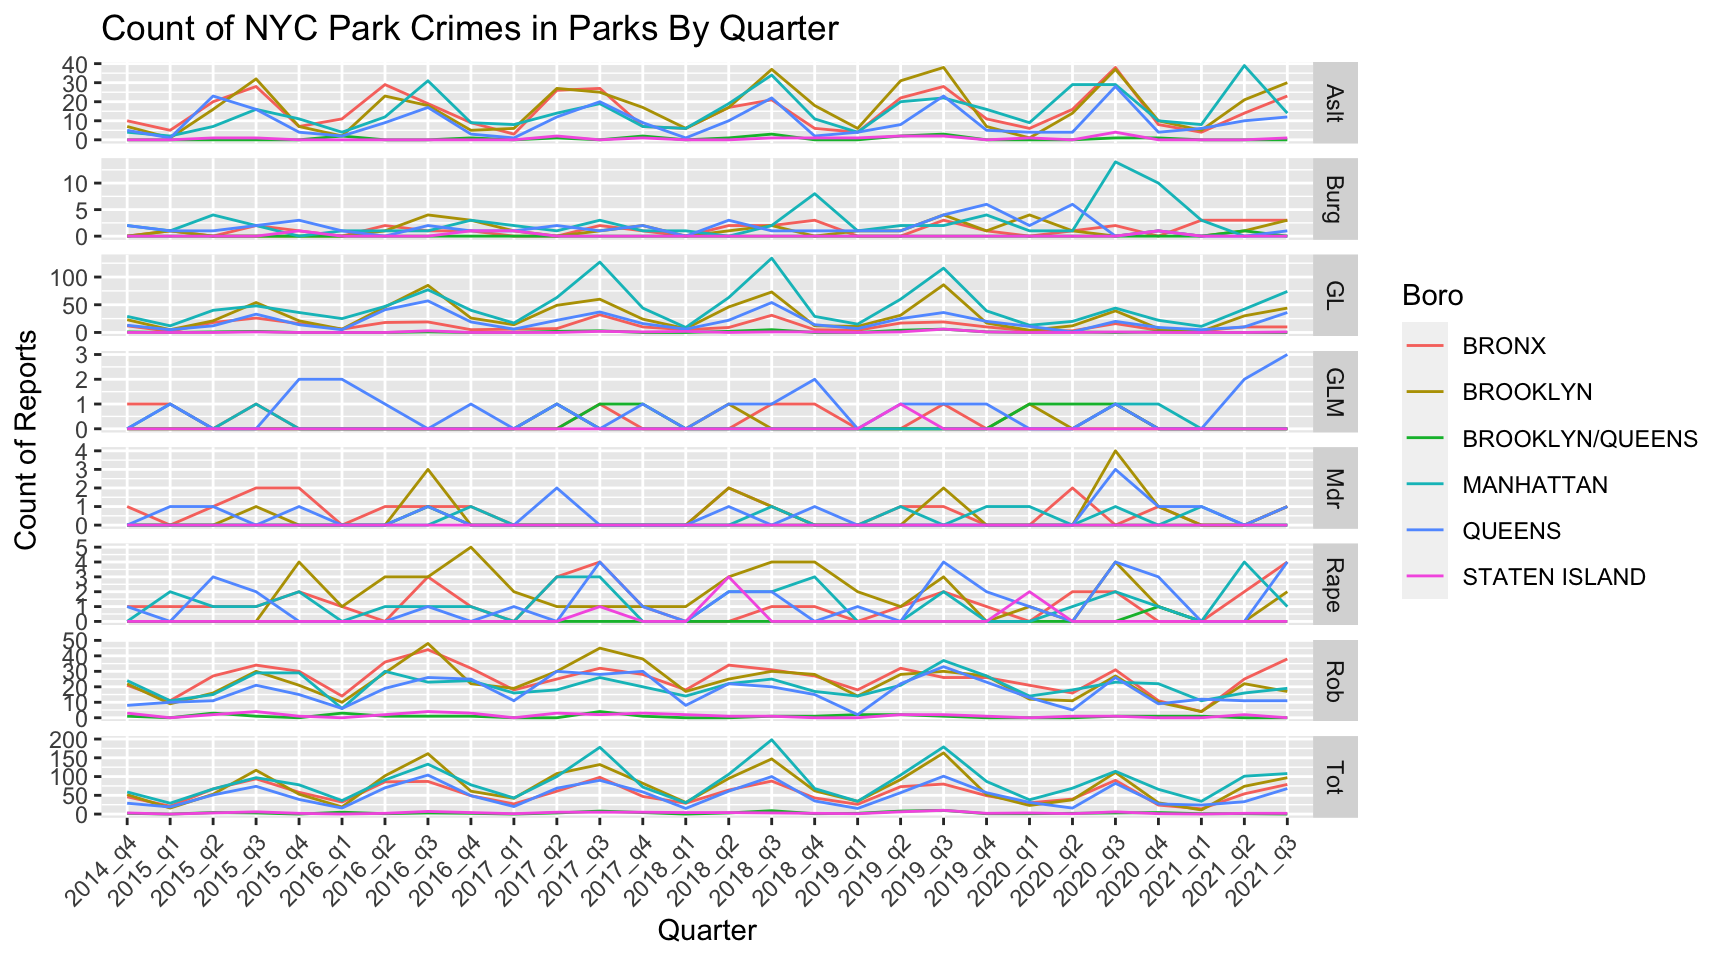 Count of NYC Park Crimes in Parks By Quarter
Count of Reports
40
30
20
10
0
Aslt
10
5
0
Burg
100
50
0
GL
3
2
1
0
GLM
4
3
2
1
0
Mdr
5
4
3
2
1
0
Rape
50
40
30
20
10
0
Rob
200
150
100
50
0
Tot
2014_q4
2015_q1
2015_q2
2015_q3
2015_q4
2016_q1
2016_q2
2016_q3
2016_q4
2017_q1
2017_q2
2017_q3
2017_q4
2018_q1
2018_q2
2018_q3
2018_q4
2019_q1
2019_q2
2019_q3
2019_q4
2020_q1
2020_q2
2020_q3
2020_q4
2021_q1
2021_q2
2021_q3
Quarter
Boro
BRONX
BROOKLYN
BROOKLYN/QUEENS
MANHATTAN
QUEENS
STATEN ISLAND